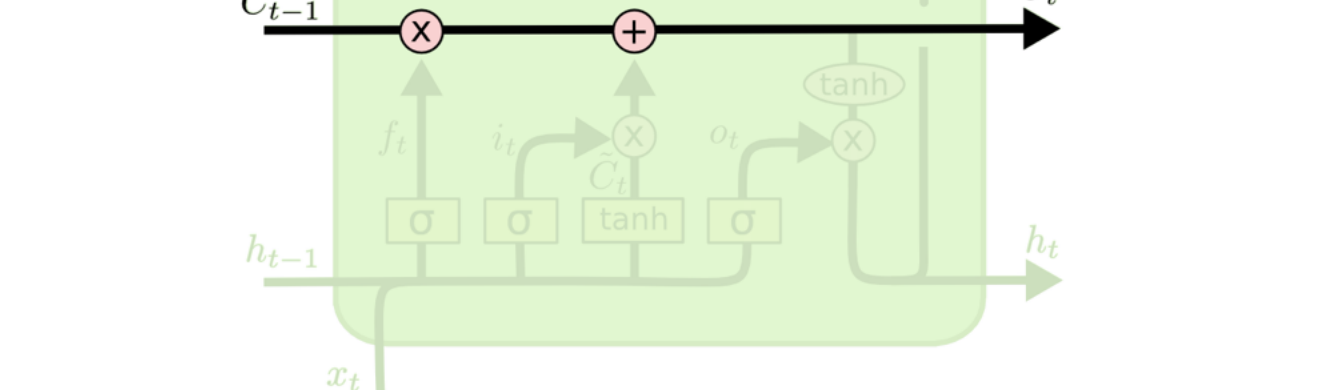 C_{t-1}
x + t
tanh
f_t i_t x o_t x
C̃_t
σ σ tanh σ
h_{t-1} h_t
x_t